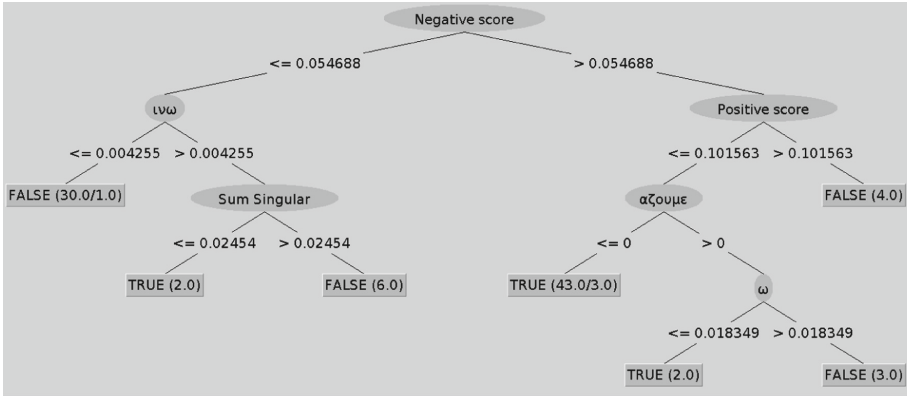 Negative score
<= 0.054688 > 0.054688
ινω Positive score
<= 0.004255 > 0.004255 <= 0.101563 > 0.101563
FALSE (30.0/1.0) Sum Singular αζουμε FALSE (4.0)
<= 0.02454 > 0.02454 <= 0 > 0
TRUE (2.0) FALSE (6.0) TRUE (43.0/3.0) ω
<= 0.018349 > 0.018349
TRUE (2.0) FALSE (3.0)